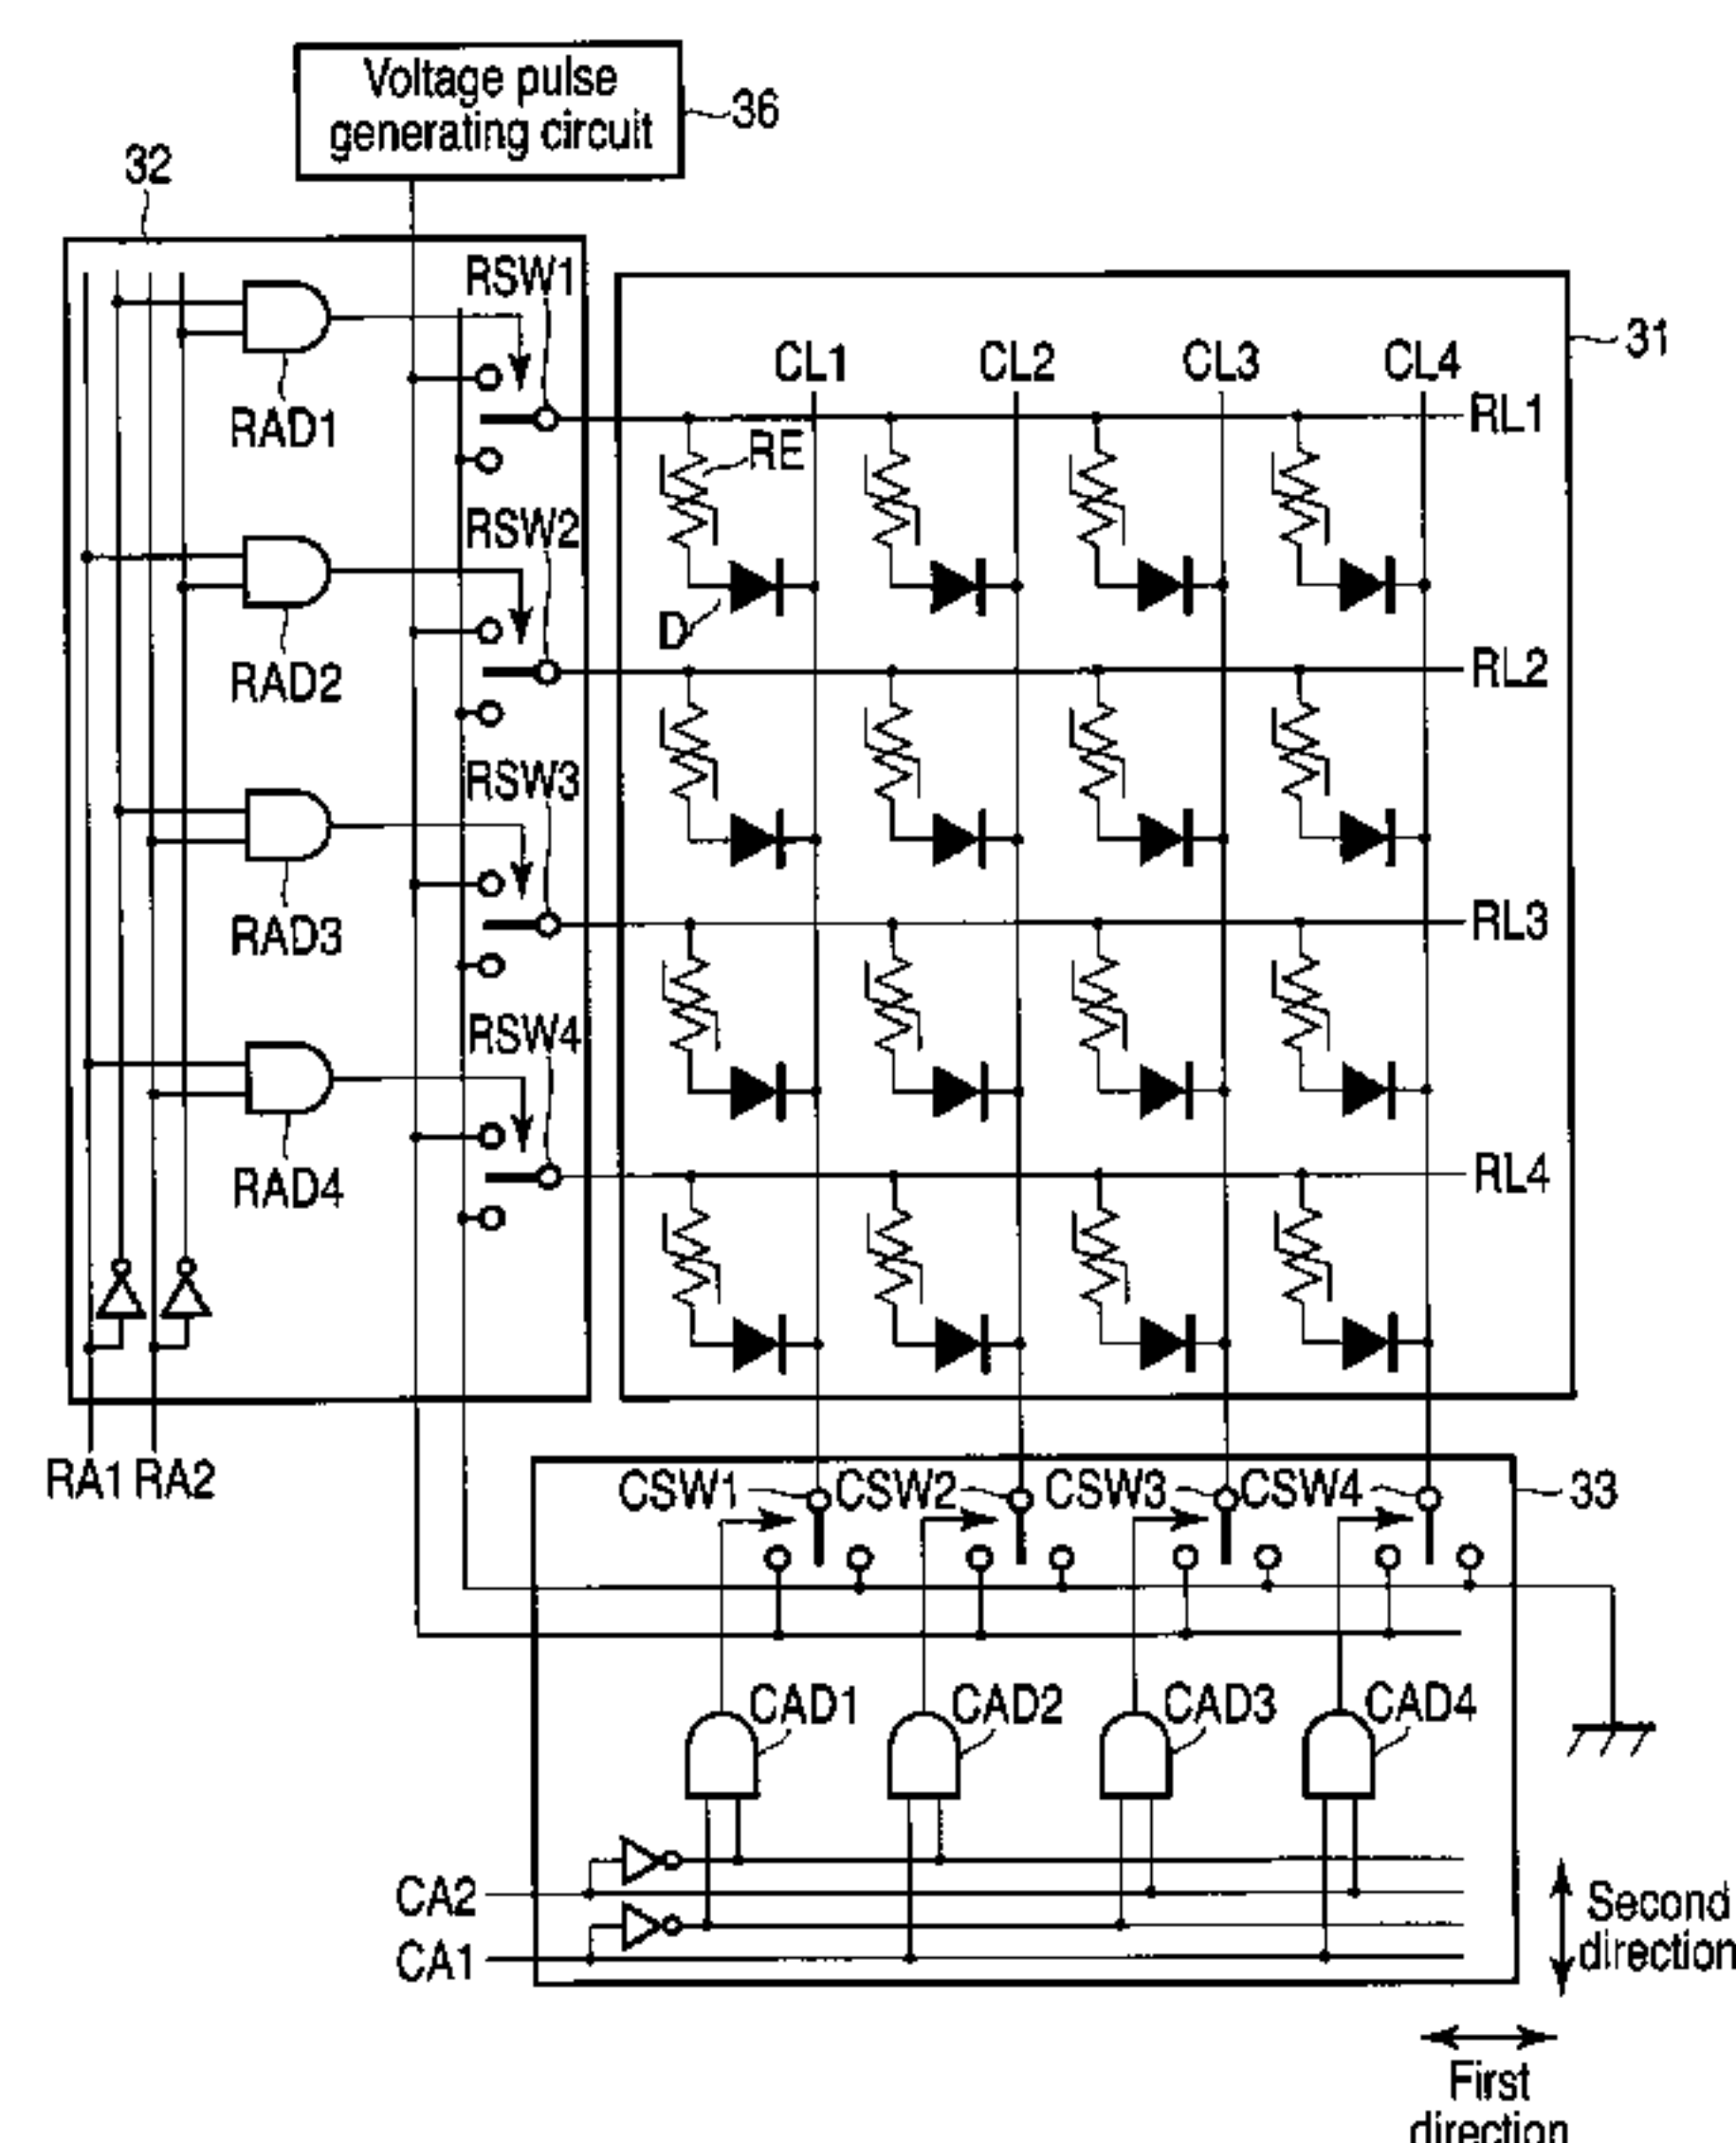 Voltage pulse
generating circuit
36
32
RSW1
31
CL1 CL2 CL3 CL4
RL1
RAD1
RE
RSW2
D
RL2
RAD2
RSW3
RL3
RAD3
RSW4
RL4
RAD4
RA1 RA2
CSW1 CSW2 CSW3 CSW4
33
CAD1 CAD2 CAD3 CAD4
CA2
CA1
Second
direction
First
direction